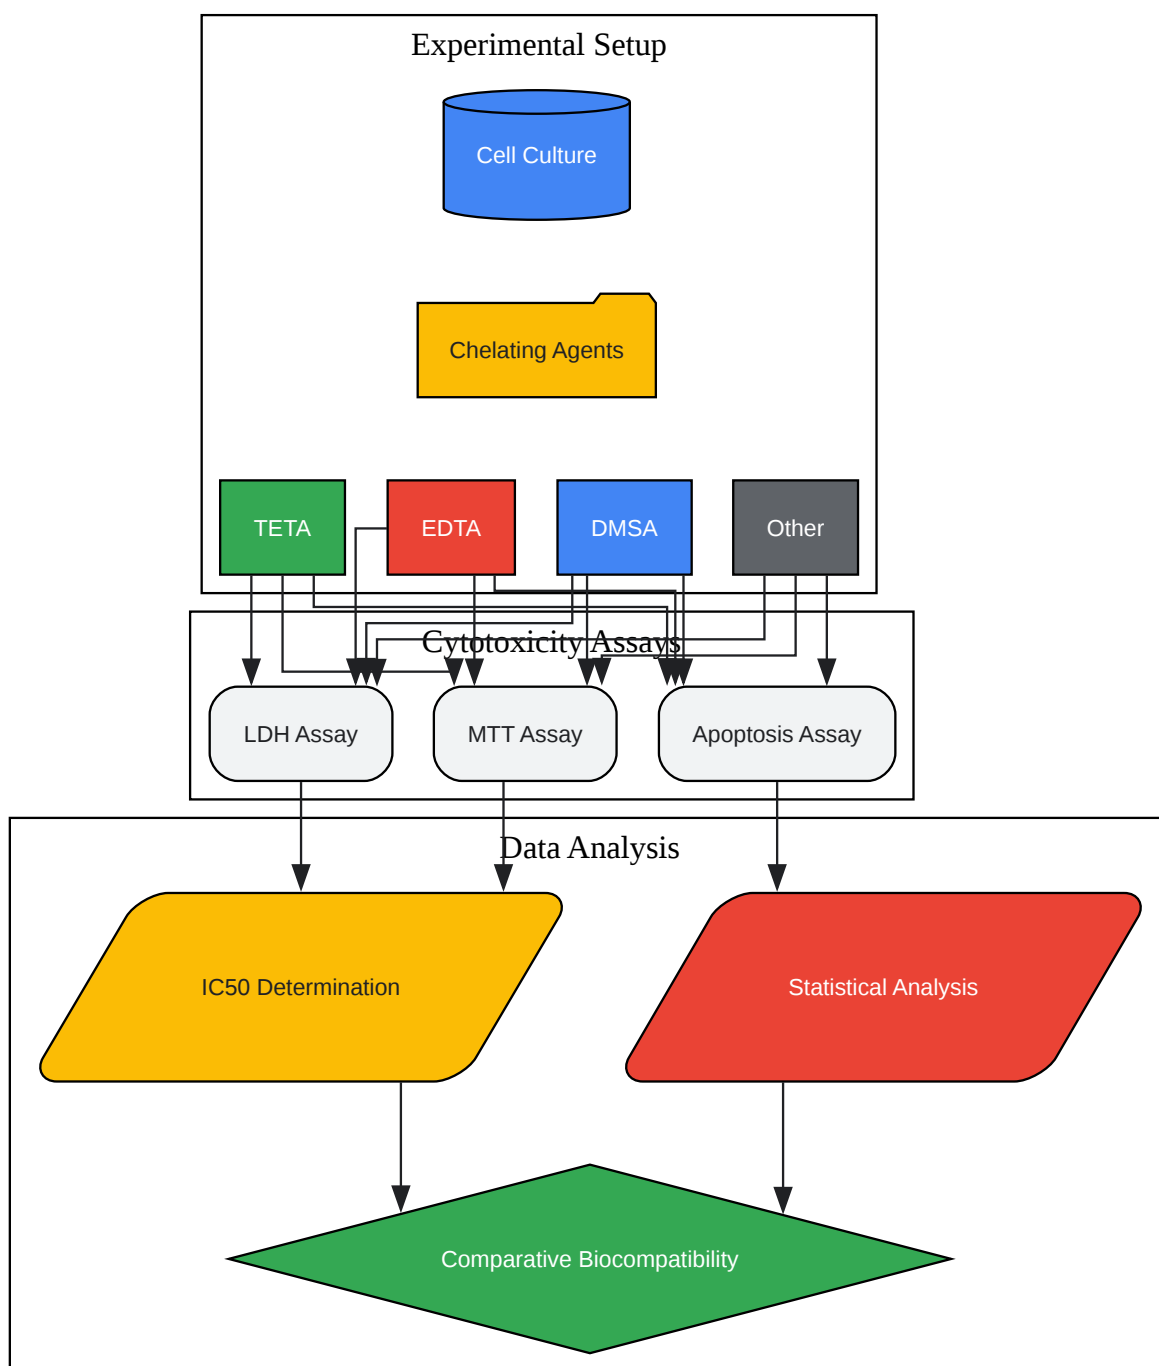 Experimental Setup
Cell Culture
Chelating Agents
TETA
EDTA
DMSA
Other
Cytotoxicity Assays
LDH Assay
MTT Assay
Apoptosis Assay
Data Analysis
IC50 Determination
Statistical Analysis
Comparative Biocompatibility